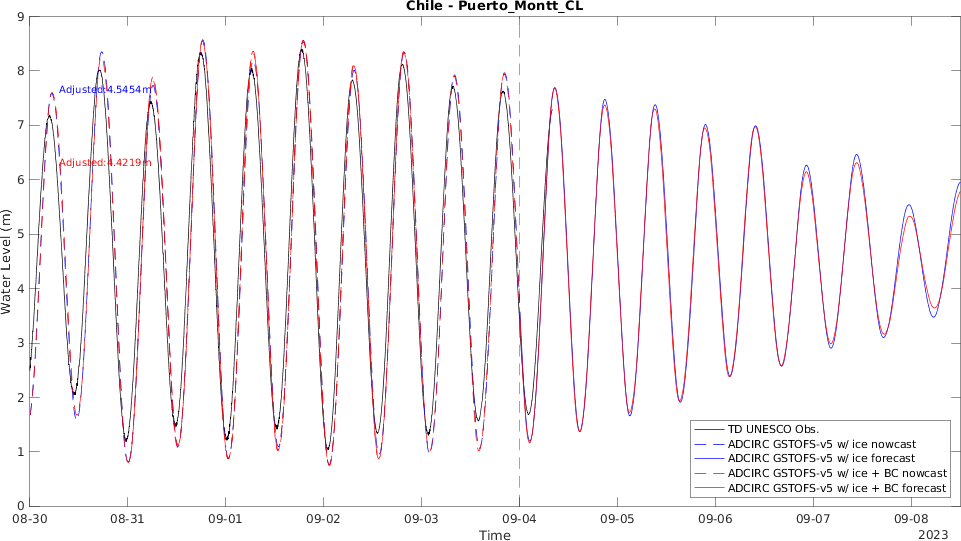 Chile - Puerto_Montt_CL
9
8
7
6
5
4
3
2
1
0
Water Level (m)
Adjusted:4.5454m
Adjusted:4.4219m
TD UNESCO Obs.
ADCIRC GSTOFS-v5 w/ ice nowcast
ADCIRC GSTOFS-v5 w/ ice forecast
ADCIRC GSTOFS-v5 w/ ice + BC nowcast
ADCIRC GSTOFS-v5 w/ ice + BC forecast
08-30 08-31 09-01 09-02 09-03 09-04 09-05 09-06 09-07 09-08
Time
2023